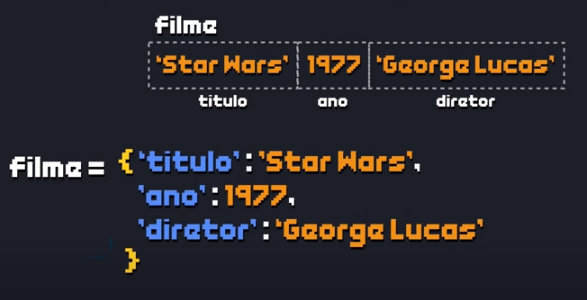 filme
'Star Wars' 1977 'George Lucas'
titulo ano diretor
filme = { 'titulo':'Star Wars',
'ano':1977,
'diretor':'George Lucas'
}